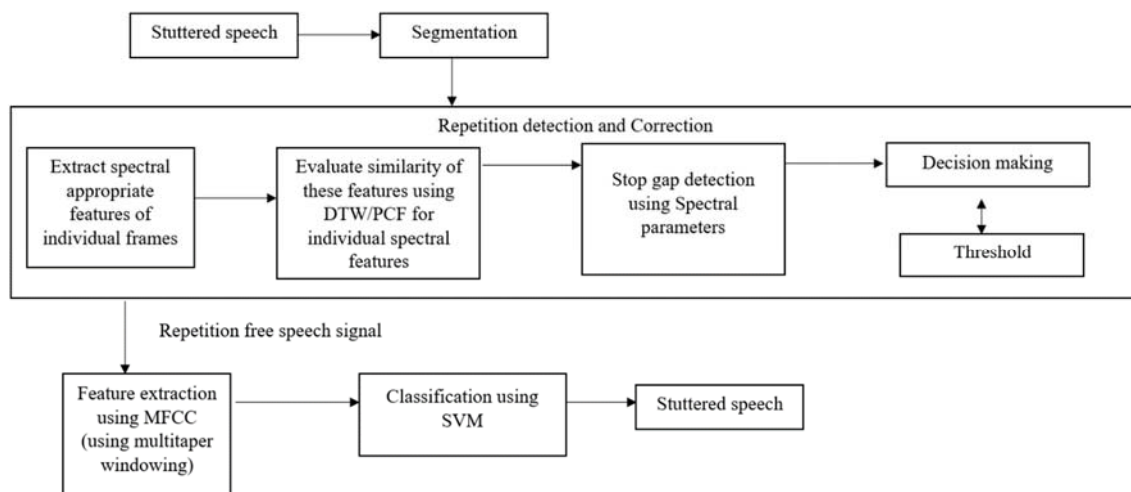 Stuttered speech
Segmentation
Repetition detection and Correction
Extract spectral
appropriate
features of
individual frames
Evaluate similarity of
these features using
DTW/PCF for
individual spectral
features
Stop gap detection
using Spectral
parameters
Decision making
Threshold
Repetition free speech signal
Feature extraction
using MFCC
(using multitaper
windowing)
Classification using
SVM
Stuttered speech